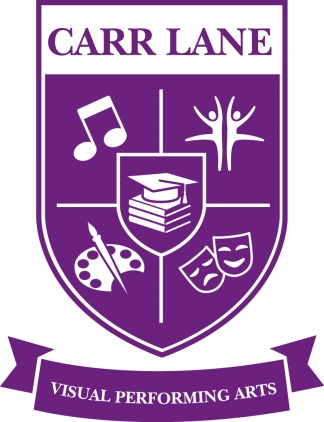 CARR LANE
VISUAL PERFORMING ARTS